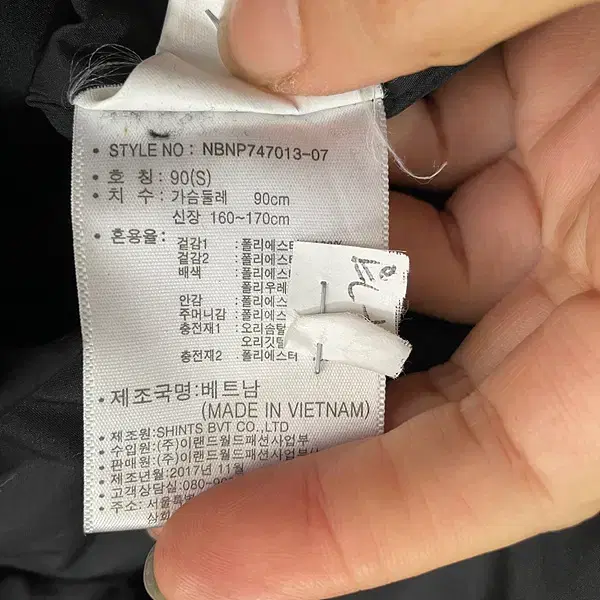 • STYLE NO : NBNP747013-07
• 호 칭 : 90(S)
• 치 수 : 가슴둘레 90cm
신장 160~170cm
• 혼용율 :
겉감1 : 폴리에스터
겉감2 : 폴리에스터
배색 : 폴리에스
폴리우레
안감 : 폴리에스
주머니감 : 폴리에스
충전재1 : 오리솜털
오리깃털
충전재2 : 폴리에스터
• 제조국명:베트남
(MADE IN VIETNAM)
• 제조원:SHINTS BVT CO.,LTD
• 수입원:(주)이랜드월드패션사업부
• 판매원:(주)이랜드월드패션사업부
• 제조년월:2017년 11월
• 고객상담실:080-9
• 주소: 서울특별